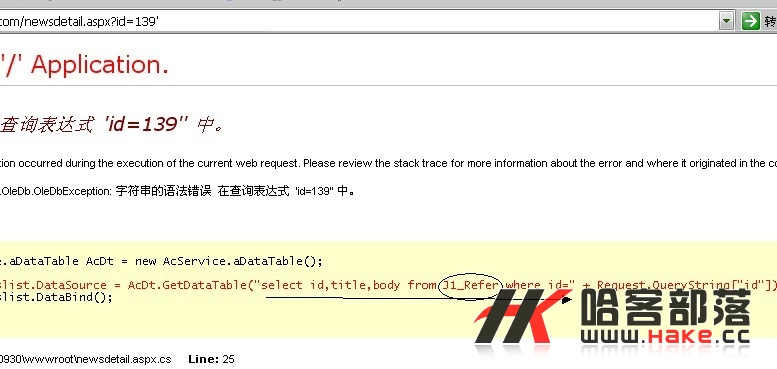 com/newsdetail.aspx?id=139'
转
'/' Application.
查询表达式 'id=139'' 中。
tion occurred during the execution of the current web request. Please review the stack trace for more information about the error and where it originated in the co
.OleDb.OleDbException: 字符串的语法错误 在查询表达式 'id=139'' 中。
e.aDataTable AcDt = new AcService.aDataTable();
slist.DataSource = AcDt.GetDataTable("select id,title,body from J1_Refer where id=" + Request.QueryString["id"])
slist.DataBind();
哈客部落
www.Hake.cc
0930\wwwroot\newsdetail.aspx.cs Line: 25